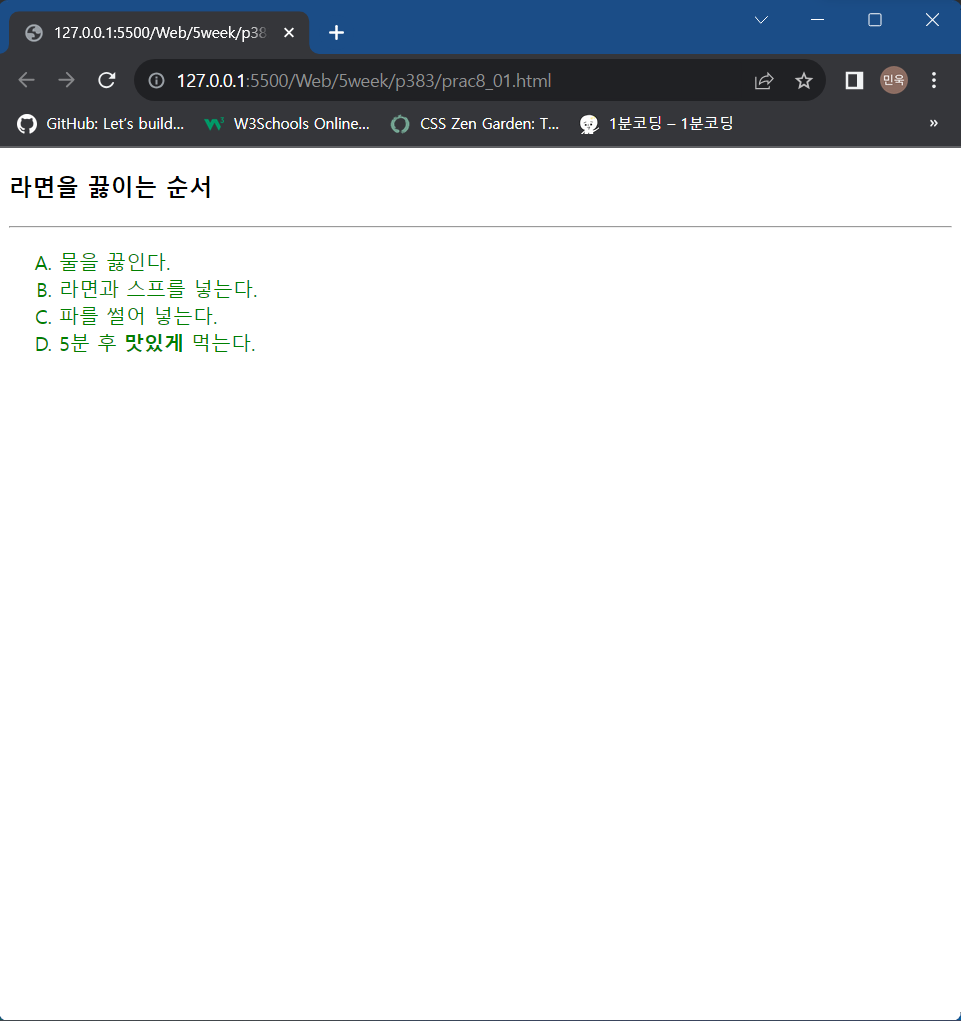 127.0.0.1:5500/Web/5week/p38
127.0.0.1:5500/Web/5week/p383/prac8_01.html
민욱
GitHub: Let's build...
W3Schools Online...
CSS Zen Garden: T...
1분코딩 – 1분코딩
»
라면을 끓이는 순서
A. 물을 끓인다.
B. 라면과 스프를 넣는다.
C. 파를 썰어 넣는다.
D. 5분 후 맛있게 먹는다.